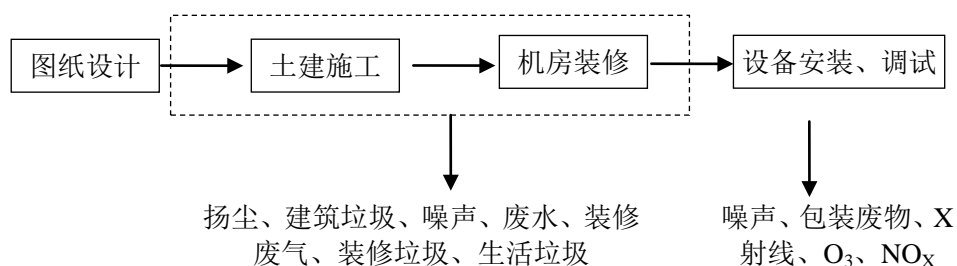 图纸设计
土建施工
机房装修
设备安装、调试
扬尘、建筑垃圾、噪声、废水、装修
废气、装修垃圾、生活垃圾
噪声、包装废物、X
射线、O₃、NOX